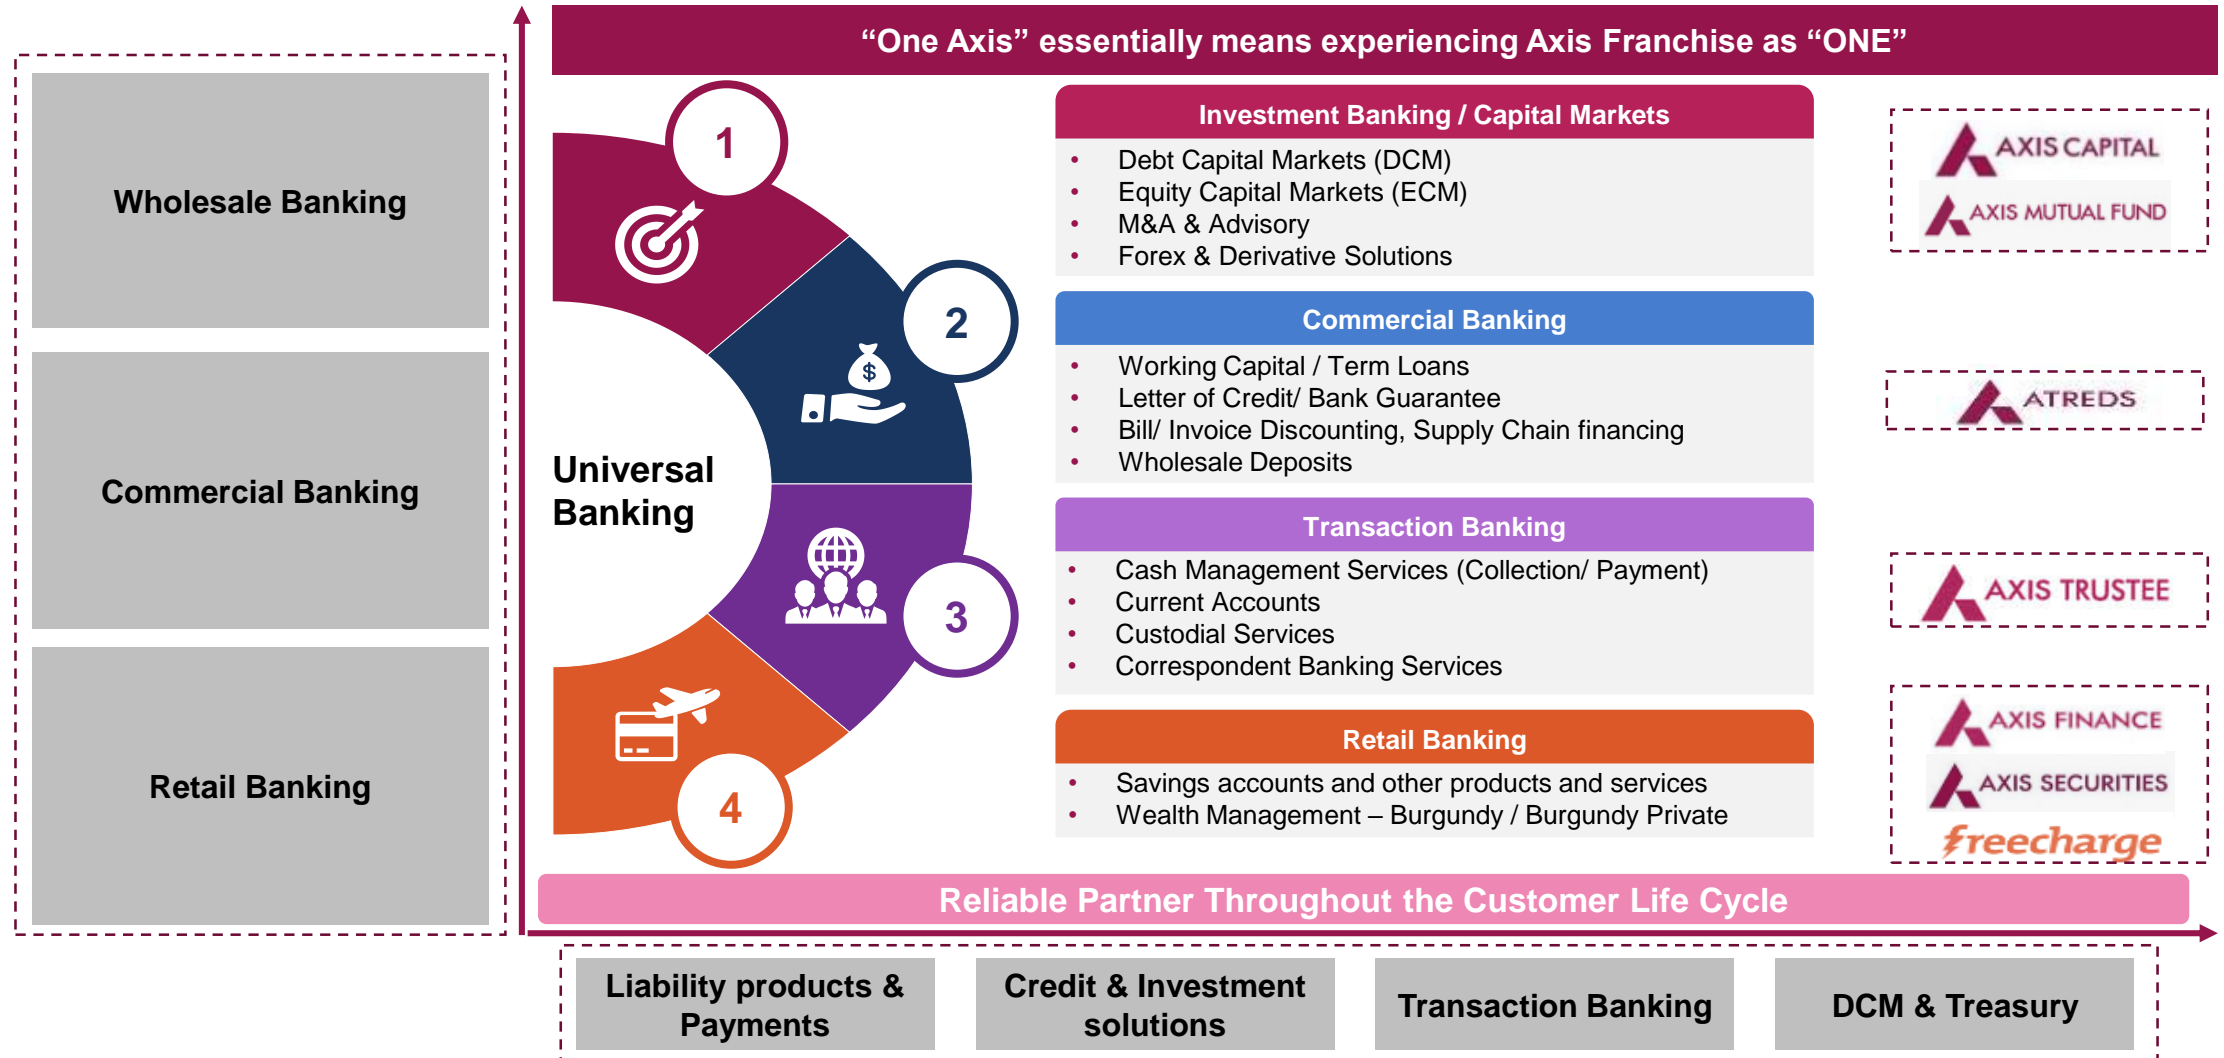 “One Axis” essentially means experiencing Axis Franchise as “ONE”
Wholesale Banking
Commercial Banking
Retail Banking
Universal
Banking
1
2
$
3
4
Investment Banking / Capital Markets
• Debt Capital Markets (DCM)
• Equity Capital Markets (ECM)
• M&A & Advisory
• Forex & Derivative Solutions
AXIS CAPITAL
AXIS MUTUAL FUND
Commercial Banking
• Working Capital / Term Loans
• Letter of Credit/ Bank Guarantee
• Bill/ Invoice Discounting, Supply Chain financing
• Wholesale Deposits
ATREDS
Transaction Banking
• Cash Management Services (Collection/ Payment)
• Current Accounts
• Custodial Services
• Correspondent Banking Services
AXIS TRUSTEE
Retail Banking
• Savings accounts and other products and services
• Wealth Management – Burgundy / Burgundy Private
AXIS FINANCE
AXIS SECURITIES
freecharge
Reliable Partner Throughout the Customer Life Cycle
Liability products &
Payments
Credit & Investment
solutions
Transaction Banking
DCM & Treasury